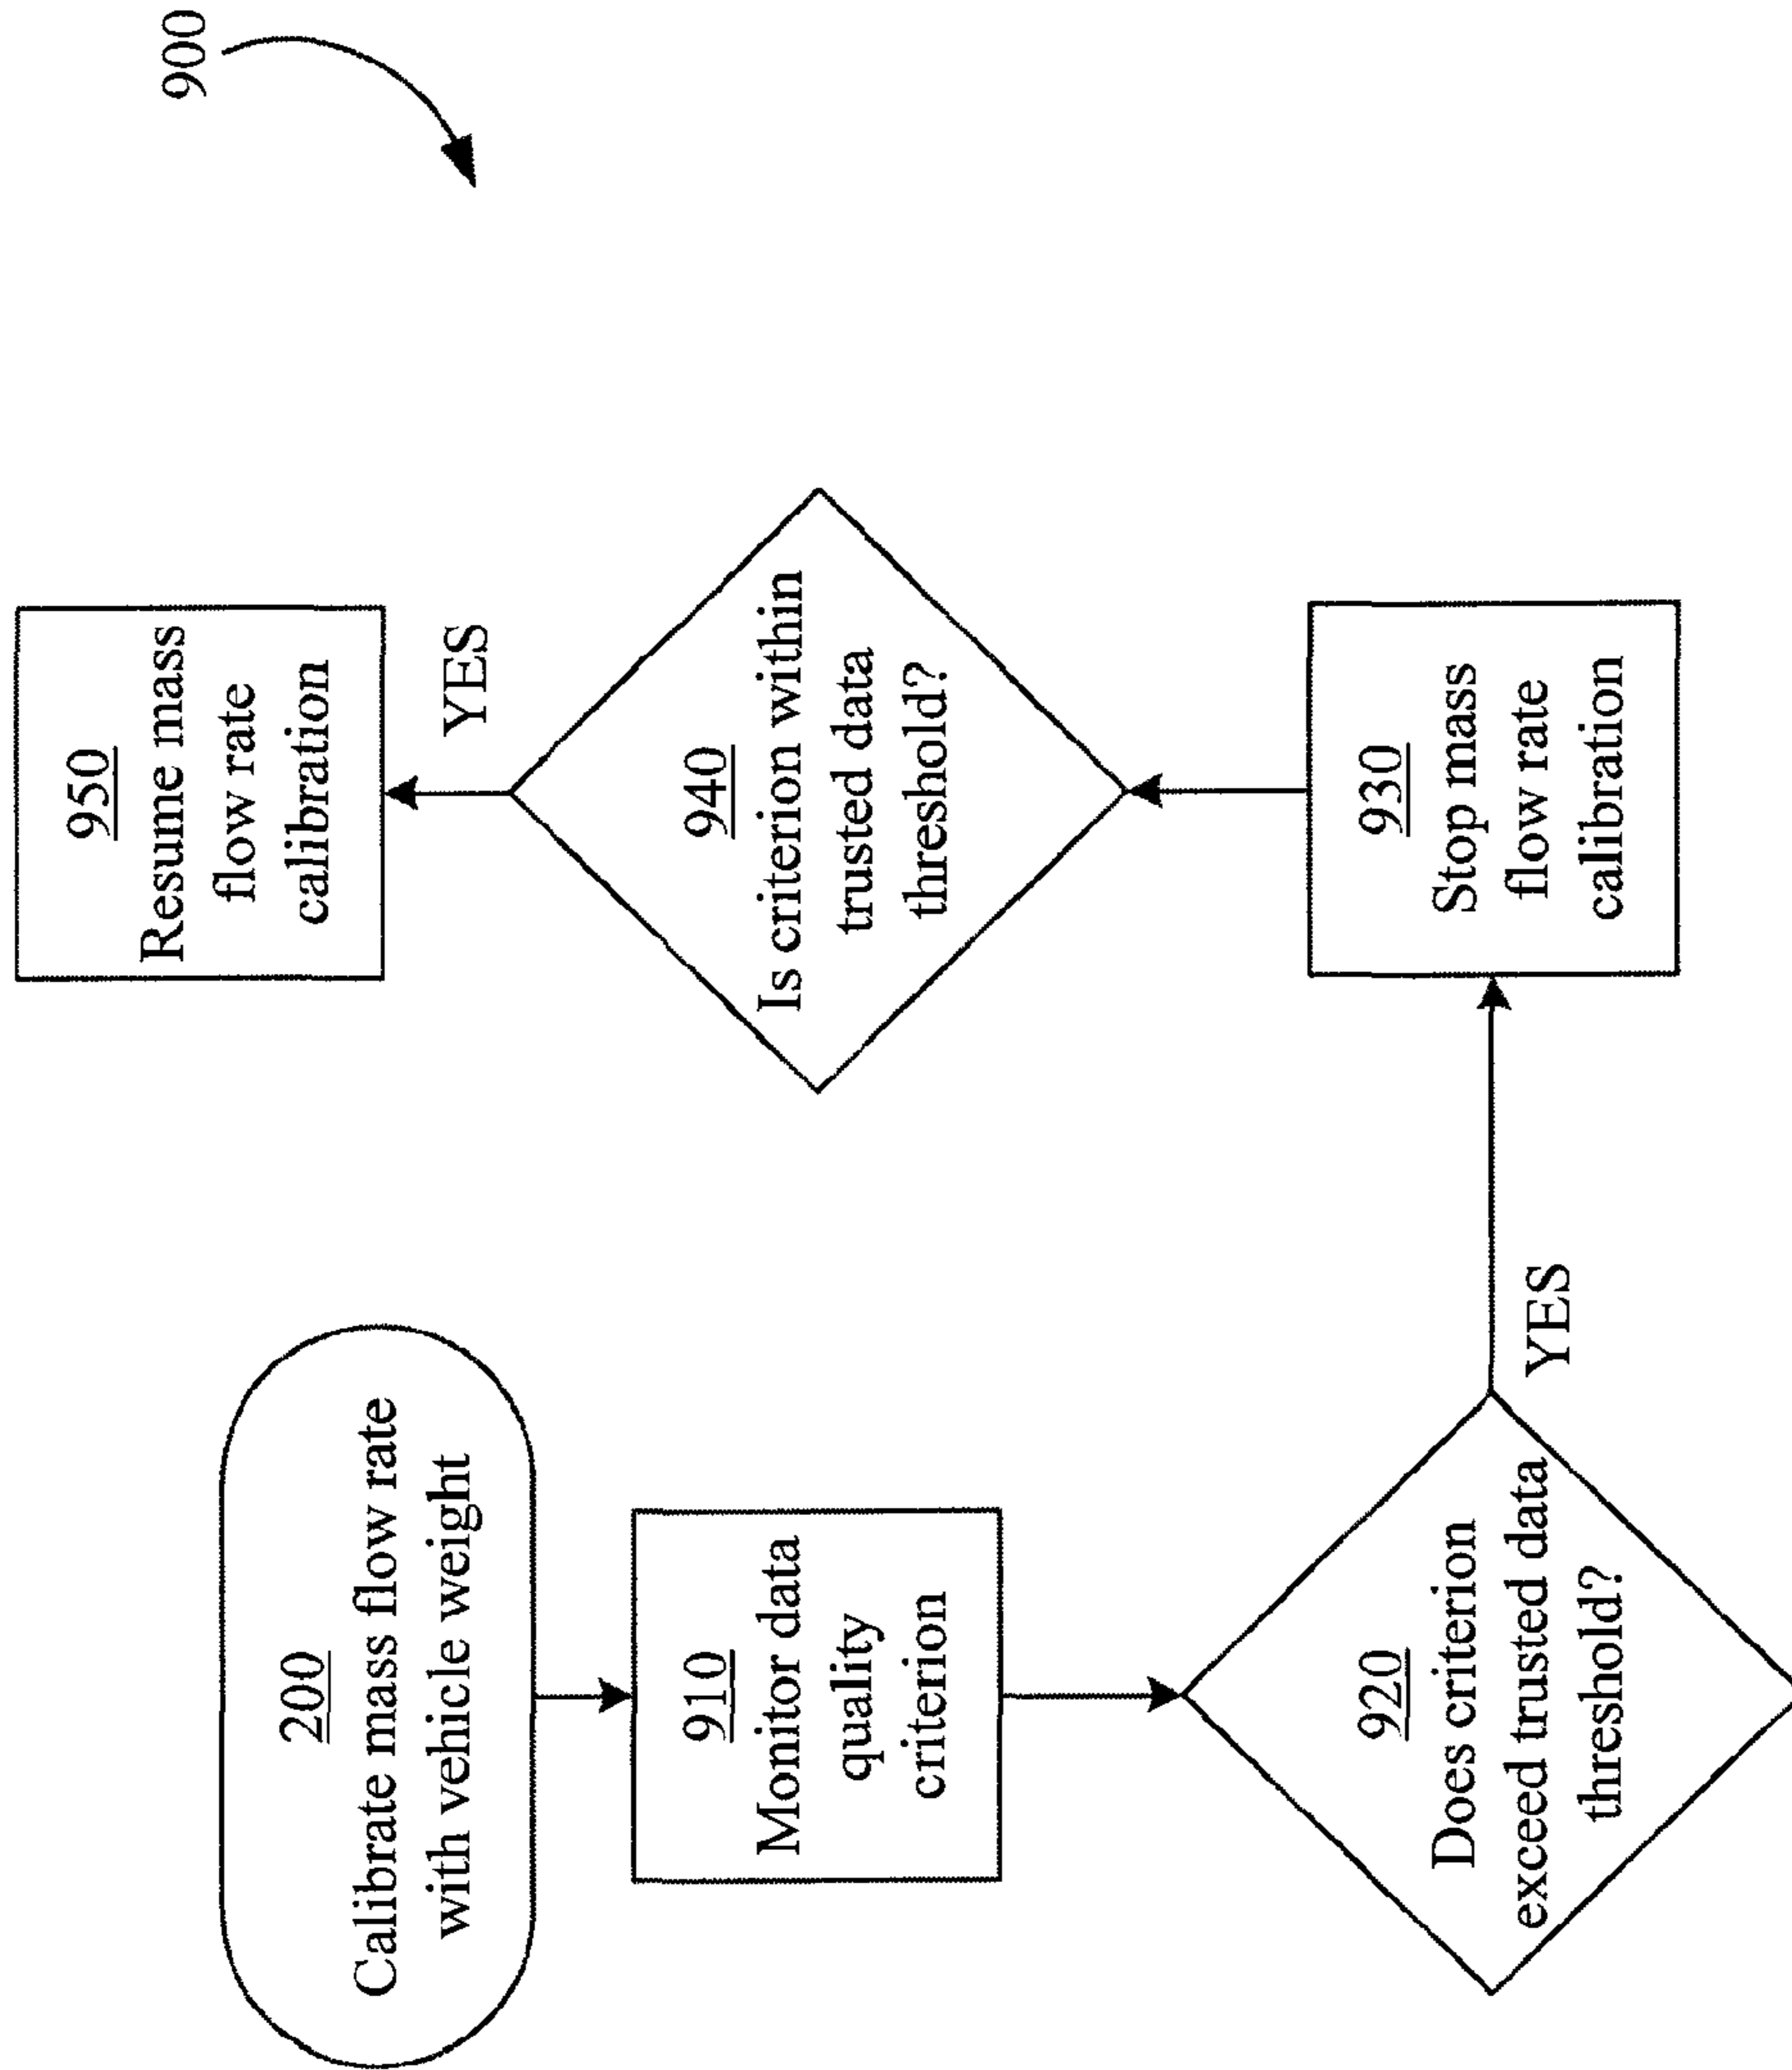 900
200
Calibrate mass flow rate
with vehicle weight
910
Monitor data
quality
criterion
920
Does criterion
exceed trusted data
threshold?
YES
930
Stop mass
flow rate
calibration
940
Is criterion within
trusted data
threshold?
YES
950
Resume mass
flow rate
calibration